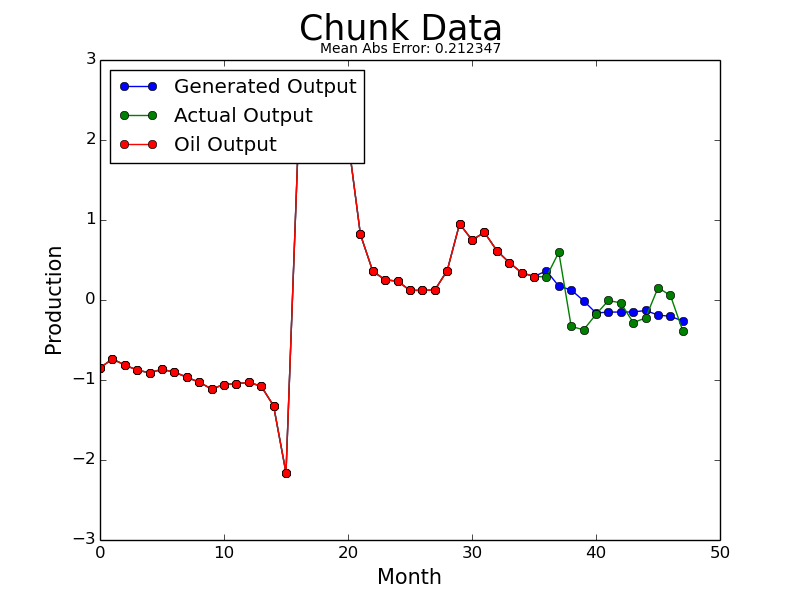 Chunk Data
Mean Abs Error: 0.212347
Generated Output
Actual Output
Oil Output
3
2
1
0
−1
−2
−3
Production
0 10 20 30 40 50
Month